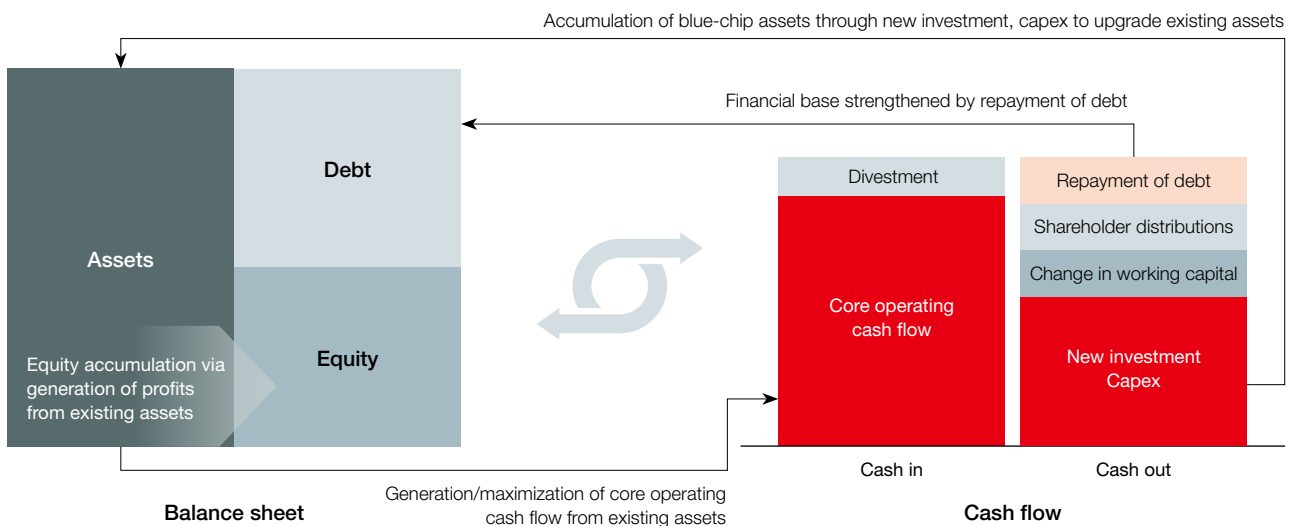 Accumulation of blue-chip assets through new investment, capex to upgrade existing assets
Financial base strengthened by repayment of debt
Debt
Assets
Equity
Equity accumulation via
generation of profits
from existing assets
Divestment
Core operating
cash flow
Repayment of debt
Shareholder distributions
Change in working capital
New investment
Capex
Cash in
Cash out
Generation/maximization of core operating
cash flow from existing assets
Balance sheet
Cash flow